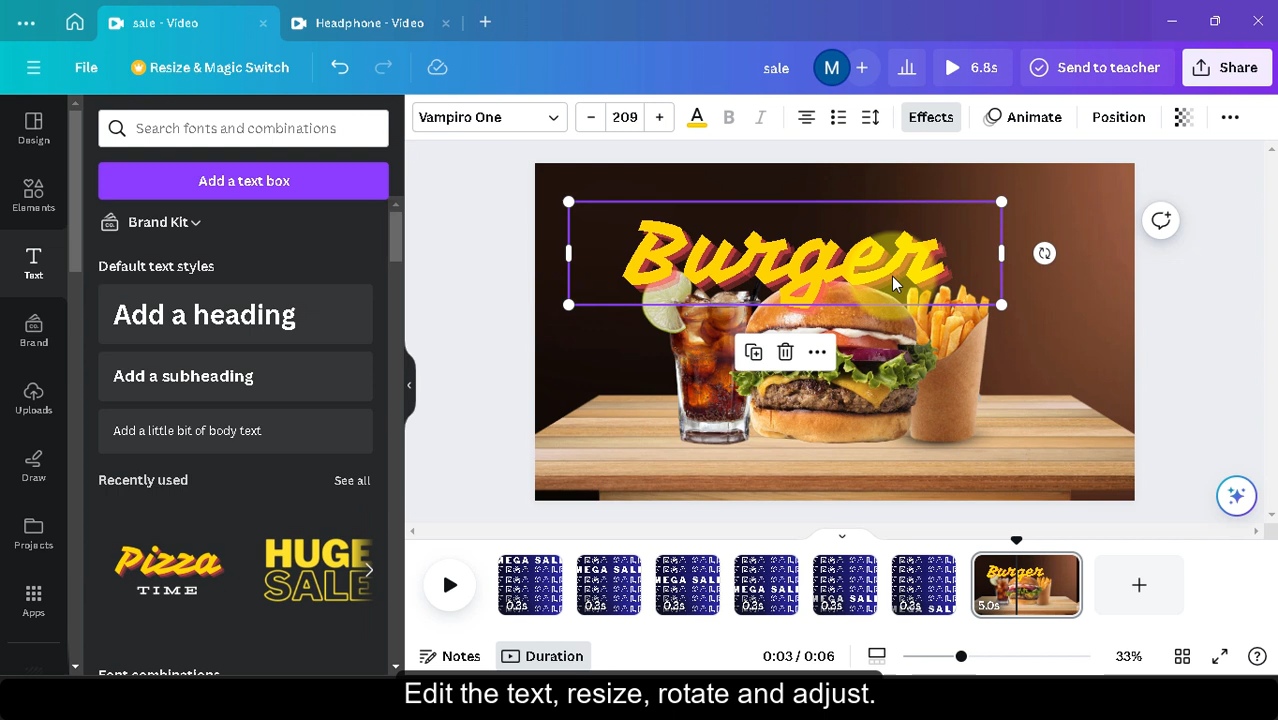 sale - Video
Headphone - Video
File
Resize & Magic Switch
sale
M
6.8s
Send to teacher
Share
Design
Elements
Text
Brand
Uploads
Draw
Projects
Apps
Search fonts and combinations
Add a text box
Brand Kit
Default text styles
Add a heading
Add a subheading
Add a little bit of body text
Recently used
See all
Pizza
TIME
HUGE
SALE
Font combinations
Vampiro One
209
A
B
I
Effects
Animate
Position
Burger
MEGA SALE
0.3s
0.3s
0.3s
0.3s
0.3s
0.3s
Burger
5.0s
Notes
Duration
0:03 / 0:06
33%
Edit the text, resize, rotate and adjust.